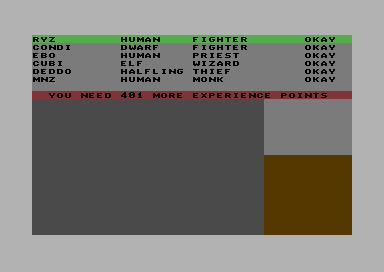 RYZ HUMAN FIGHTER OKAY
CONDI DWARF FIGHTER OKAY
EBO HUMAN PRIEST OKAY
CUBI ELF WIZARD OKAY
DEDDO HALFLING THIEF OKAY
MNZ HUMAN MONK OKAY
YOU NEED 401 MORE EXPERIENCE POINTS